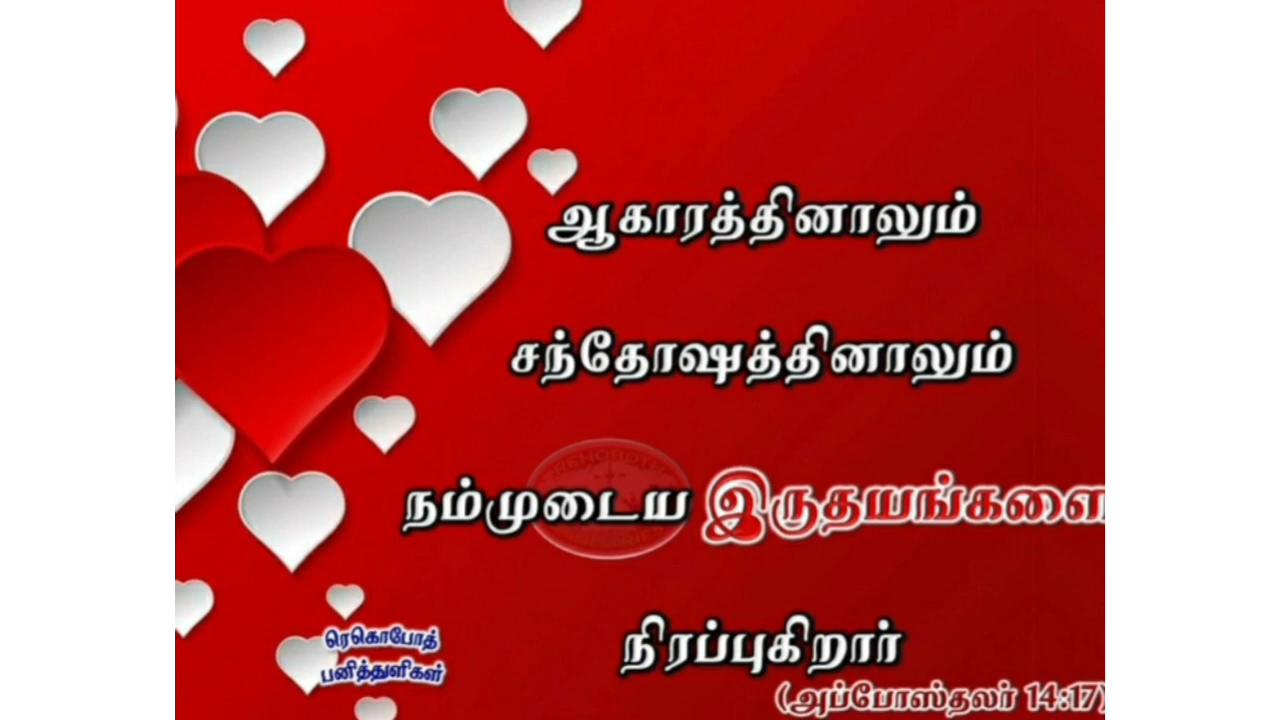 ஆகாரத்தினாலும்
சந்தோஷத்தினாலும்
நம்முடைய இருதயங்களை
நிரப்புகிறார்
(அப்போஸ்தலர் 14:17)
ரெகொபோத்
பனித்துளிகள்